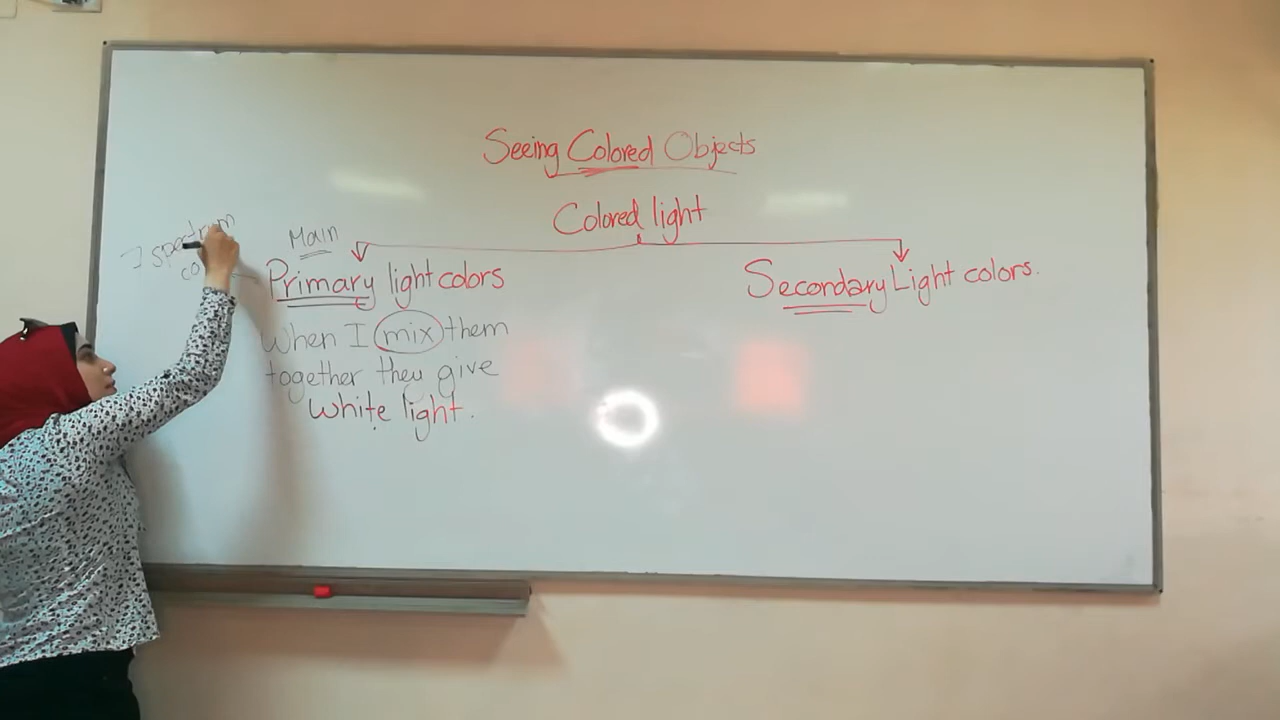 Seeing Colored Objects
Colored light
Main
Primary light colors
When I mix them
together they give
white light.
Secondary Light colors.
spectrum